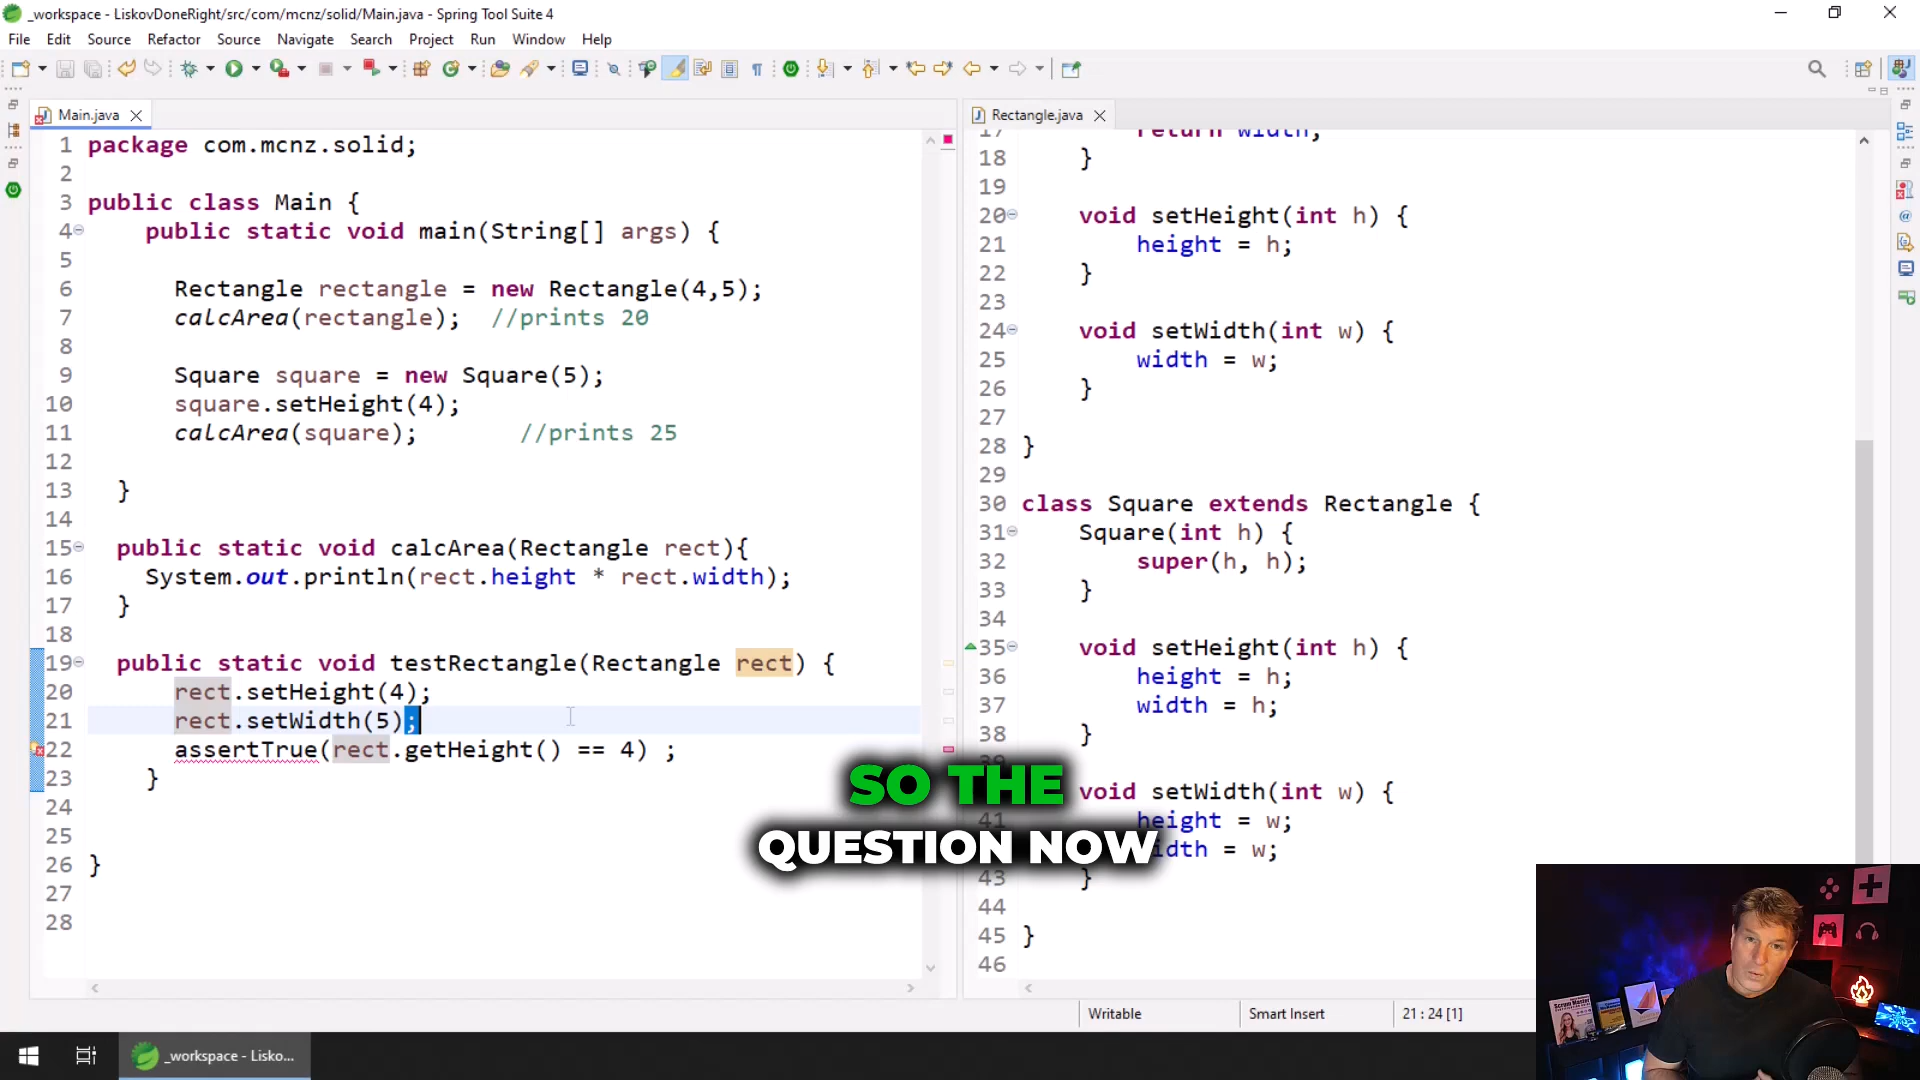 _workspace - LiskovDoneRight/src/com/mcnz/solid/Main.java - Spring Tool Suite 4
File Edit Source Refactor Source Navigate Search Project Run Window Help
Main.java
1 package com.mcnz.solid;
2
3 public class Main {
4 public static void main(String[] args) {
5
6 Rectangle rectangle = new Rectangle(4,5);
7 calcArea(rectangle); //prints 20
8
9 Square square = new Square(5);
10 square.setHeight(4);
11 calcArea(square); //prints 25
12
13 }
14
15 public static void calcArea(Rectangle rect){
16 System.out.println(rect.height * rect.width);
17 }
18
19 public static void testRectangle(Rectangle rect) {
20 rect.setHeight(4);
21 rect.setWidth(5);
22 assertTrue(rect.getHeight() == 4) ;
23 }
24
25
26 }
27
28
Rectangle.java
17 return width;
18 }
19
20 void setHeight(int h) {
21 height = h;
22 }
23
24 void setWidth(int w) {
25 width = w;
26 }
27
28 }
29
30 class Square extends Rectangle {
31 Square(int h) {
32 super(h, h);
33 }
34
35 void setHeight(int h) {
36 height = h;
37 width = h;
38 }
void setWidth(int w) {
41 height = w;
width = w;
43 }
44
45 }
46
SO THE
QUESTION NOW
Writable Smart Insert 21 : 24 [1]
_workspace - Lisko...